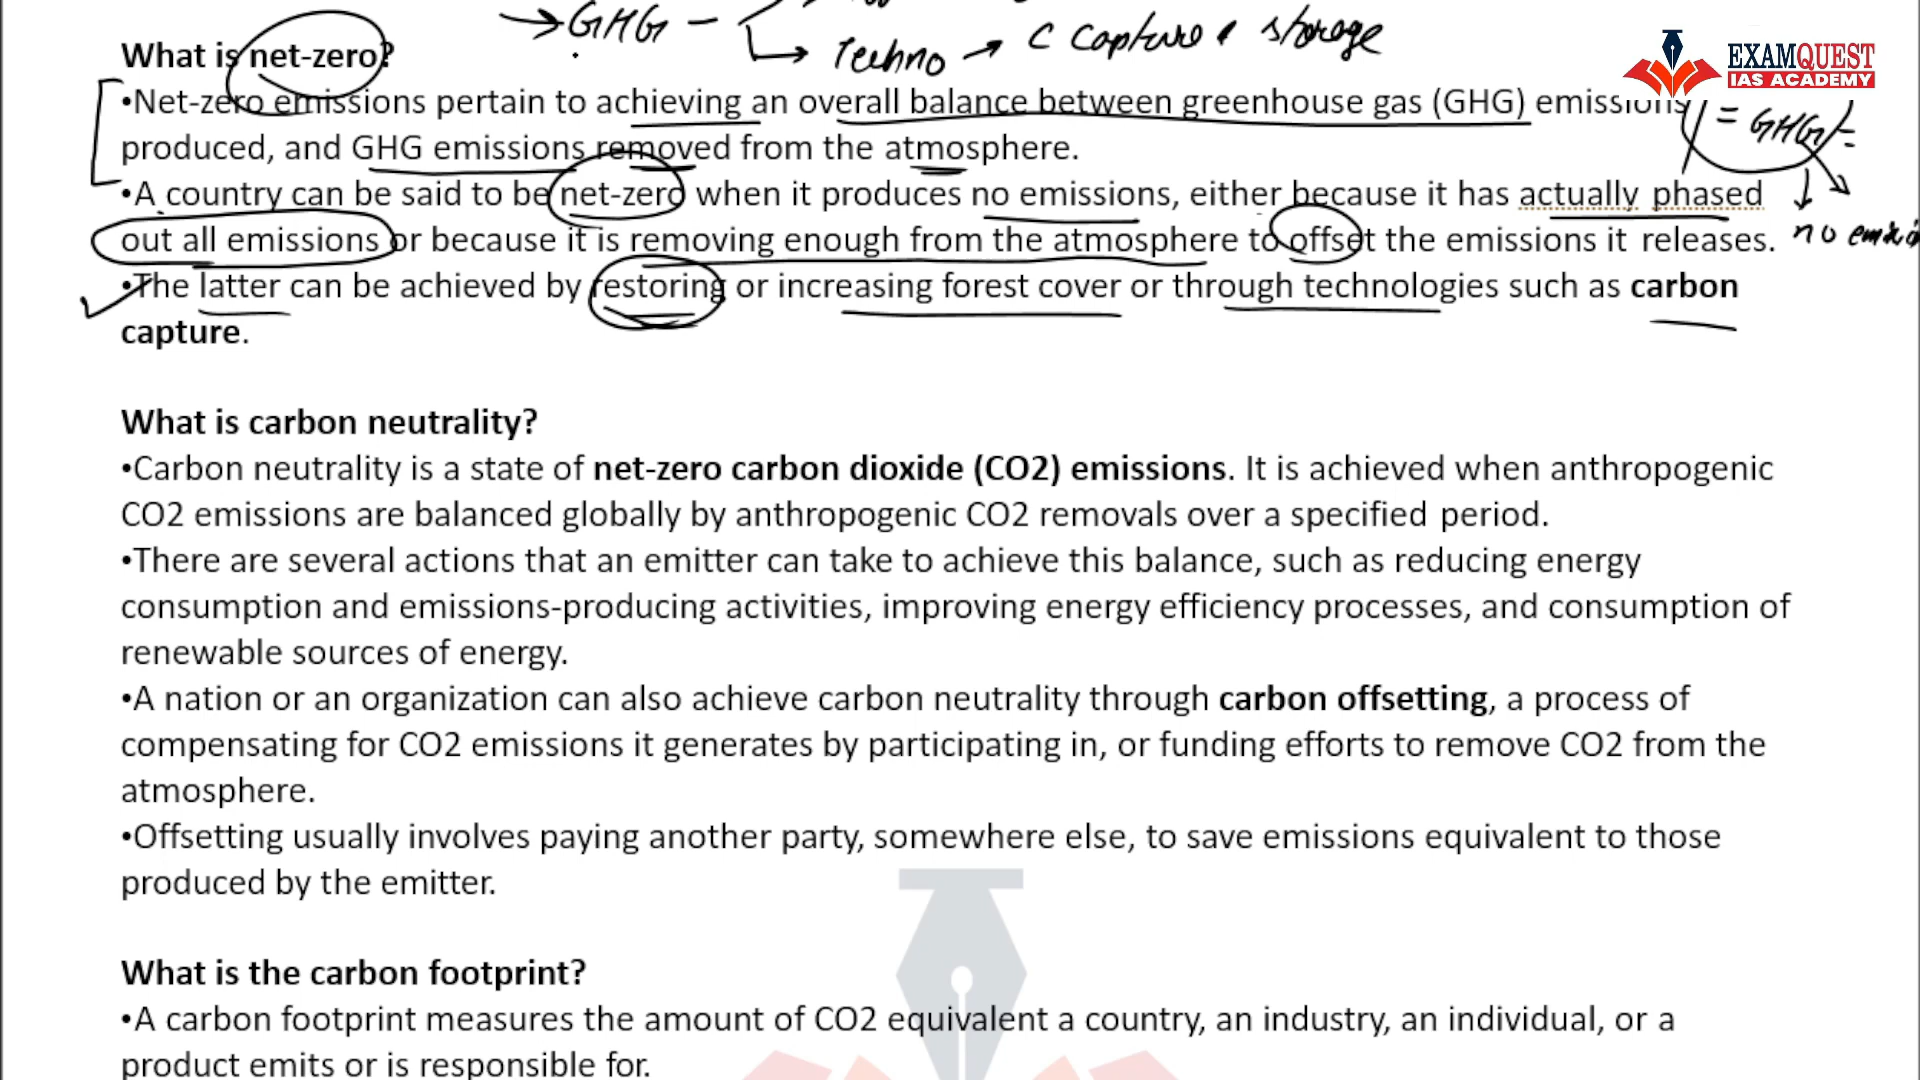 → GHG –
→ Techno → C Capture & storage
EXAMQUEST
IAS ACADEMY
What is net-zero?
•Net-zero emissions pertain to achieving an overall balance between greenhouse gas (GHG) emissions
= GHG
produced, and GHG emissions removed from the atmosphere.
•A country can be said to be net-zero when it produces no emissions, either because it has actually phased
out all emissions or because it is removing enough from the atmosphere to offset the emissions it releases.
no
•The latter can be achieved by restoring or increasing forest cover or through technologies such as carbon
capture.
What is carbon neutrality?
•Carbon neutrality is a state of net-zero carbon dioxide (CO2) emissions. It is achieved when anthropogenic
CO2 emissions are balanced globally by anthropogenic CO2 removals over a specified period.
•There are several actions that an emitter can take to achieve this balance, such as reducing energy
consumption and emissions-producing activities, improving energy efficiency processes, and consumption of
renewable sources of energy.
•A nation or an organization can also achieve carbon neutrality through carbon offsetting, a process of
compensating for CO2 emissions it generates by participating in, or funding efforts to remove CO2 from the
atmosphere.
•Offsetting usually involves paying another party, somewhere else, to save emissions equivalent to those
produced by the emitter.
What is the carbon footprint?
•A carbon footprint measures the amount of CO2 equivalent a country, an industry, an individual, or a
product emits or is responsible for.